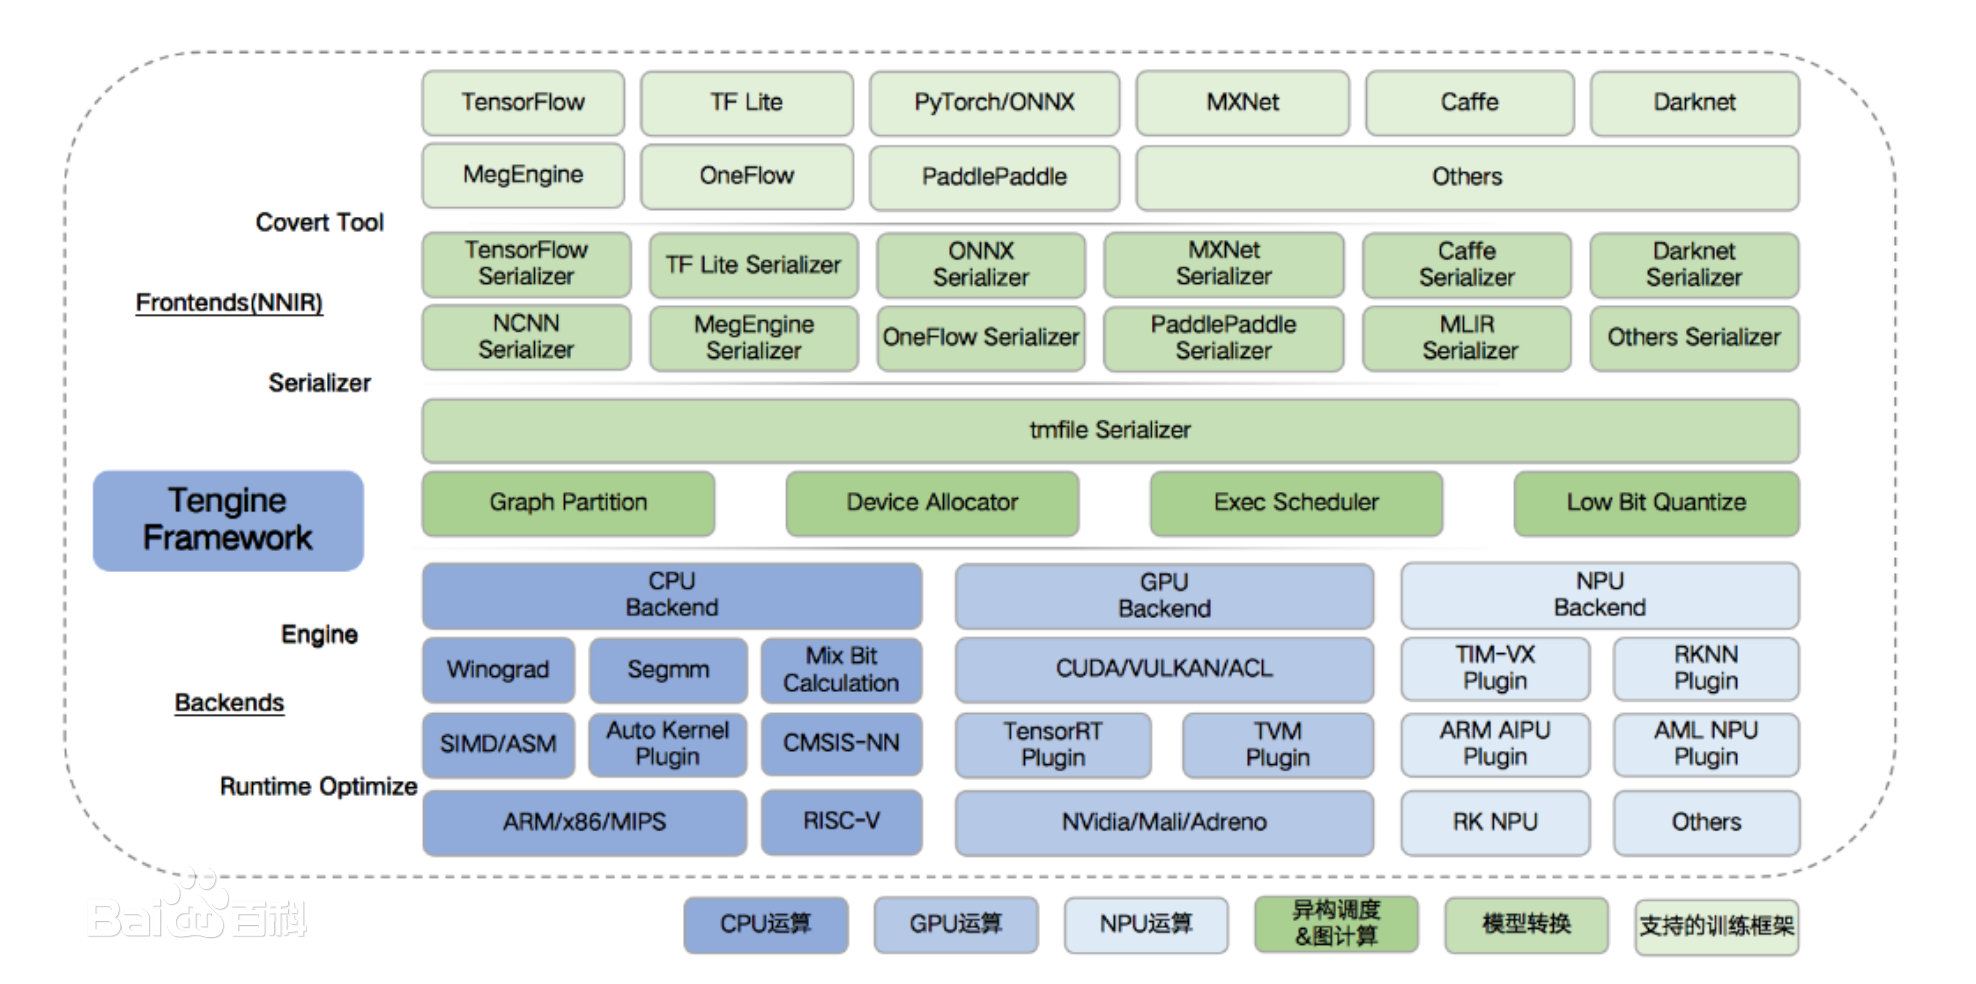 TensorFlow
TF Lite
PyTorch/ONNX
MXNet
Caffe
Darknet
MegEngine
OneFlow
PaddlePaddle
Others
Covert Tool
TensorFlow
Serializer
TF Lite Serializer
ONNX
Serializer
MXNet
Serializer
Caffe
Serializer
Darknet
Serializer
Frontends(NNIR)
NCNN
Serializer
MegEngine
Serializer
OneFlow Serializer
PaddlePaddle
Serializer
MLIR
Serializer
Others Serializer
Serializer
tmfile Serializer
Tengine
Framework
Graph Partition
Device Allocator
Exec Scheduler
Low Bit Quantize
CPU
Backend
GPU
Backend
NPU
Backend
Engine
Winograd
Segmm
Mix Bit
Calculation
CUDA/VULKAN/ACL
TIM-VX
Plugin
RKNN
Plugin
Backends
SIMD/ASM
Auto Kernel
Plugin
CMSIS-NN
TensorRT
Plugin
TVM
Plugin
ARM AIPU
Plugin
AML NPU
Plugin
Runtime Optimize
ARM/x86/MIPS
RISC-V
NVidia/Mali/Adreno
RK NPU
Others
Bai百科
CPU运算
GPU运算
NPU运算
异构调度
&图计算
模型转换
支持的训练框架